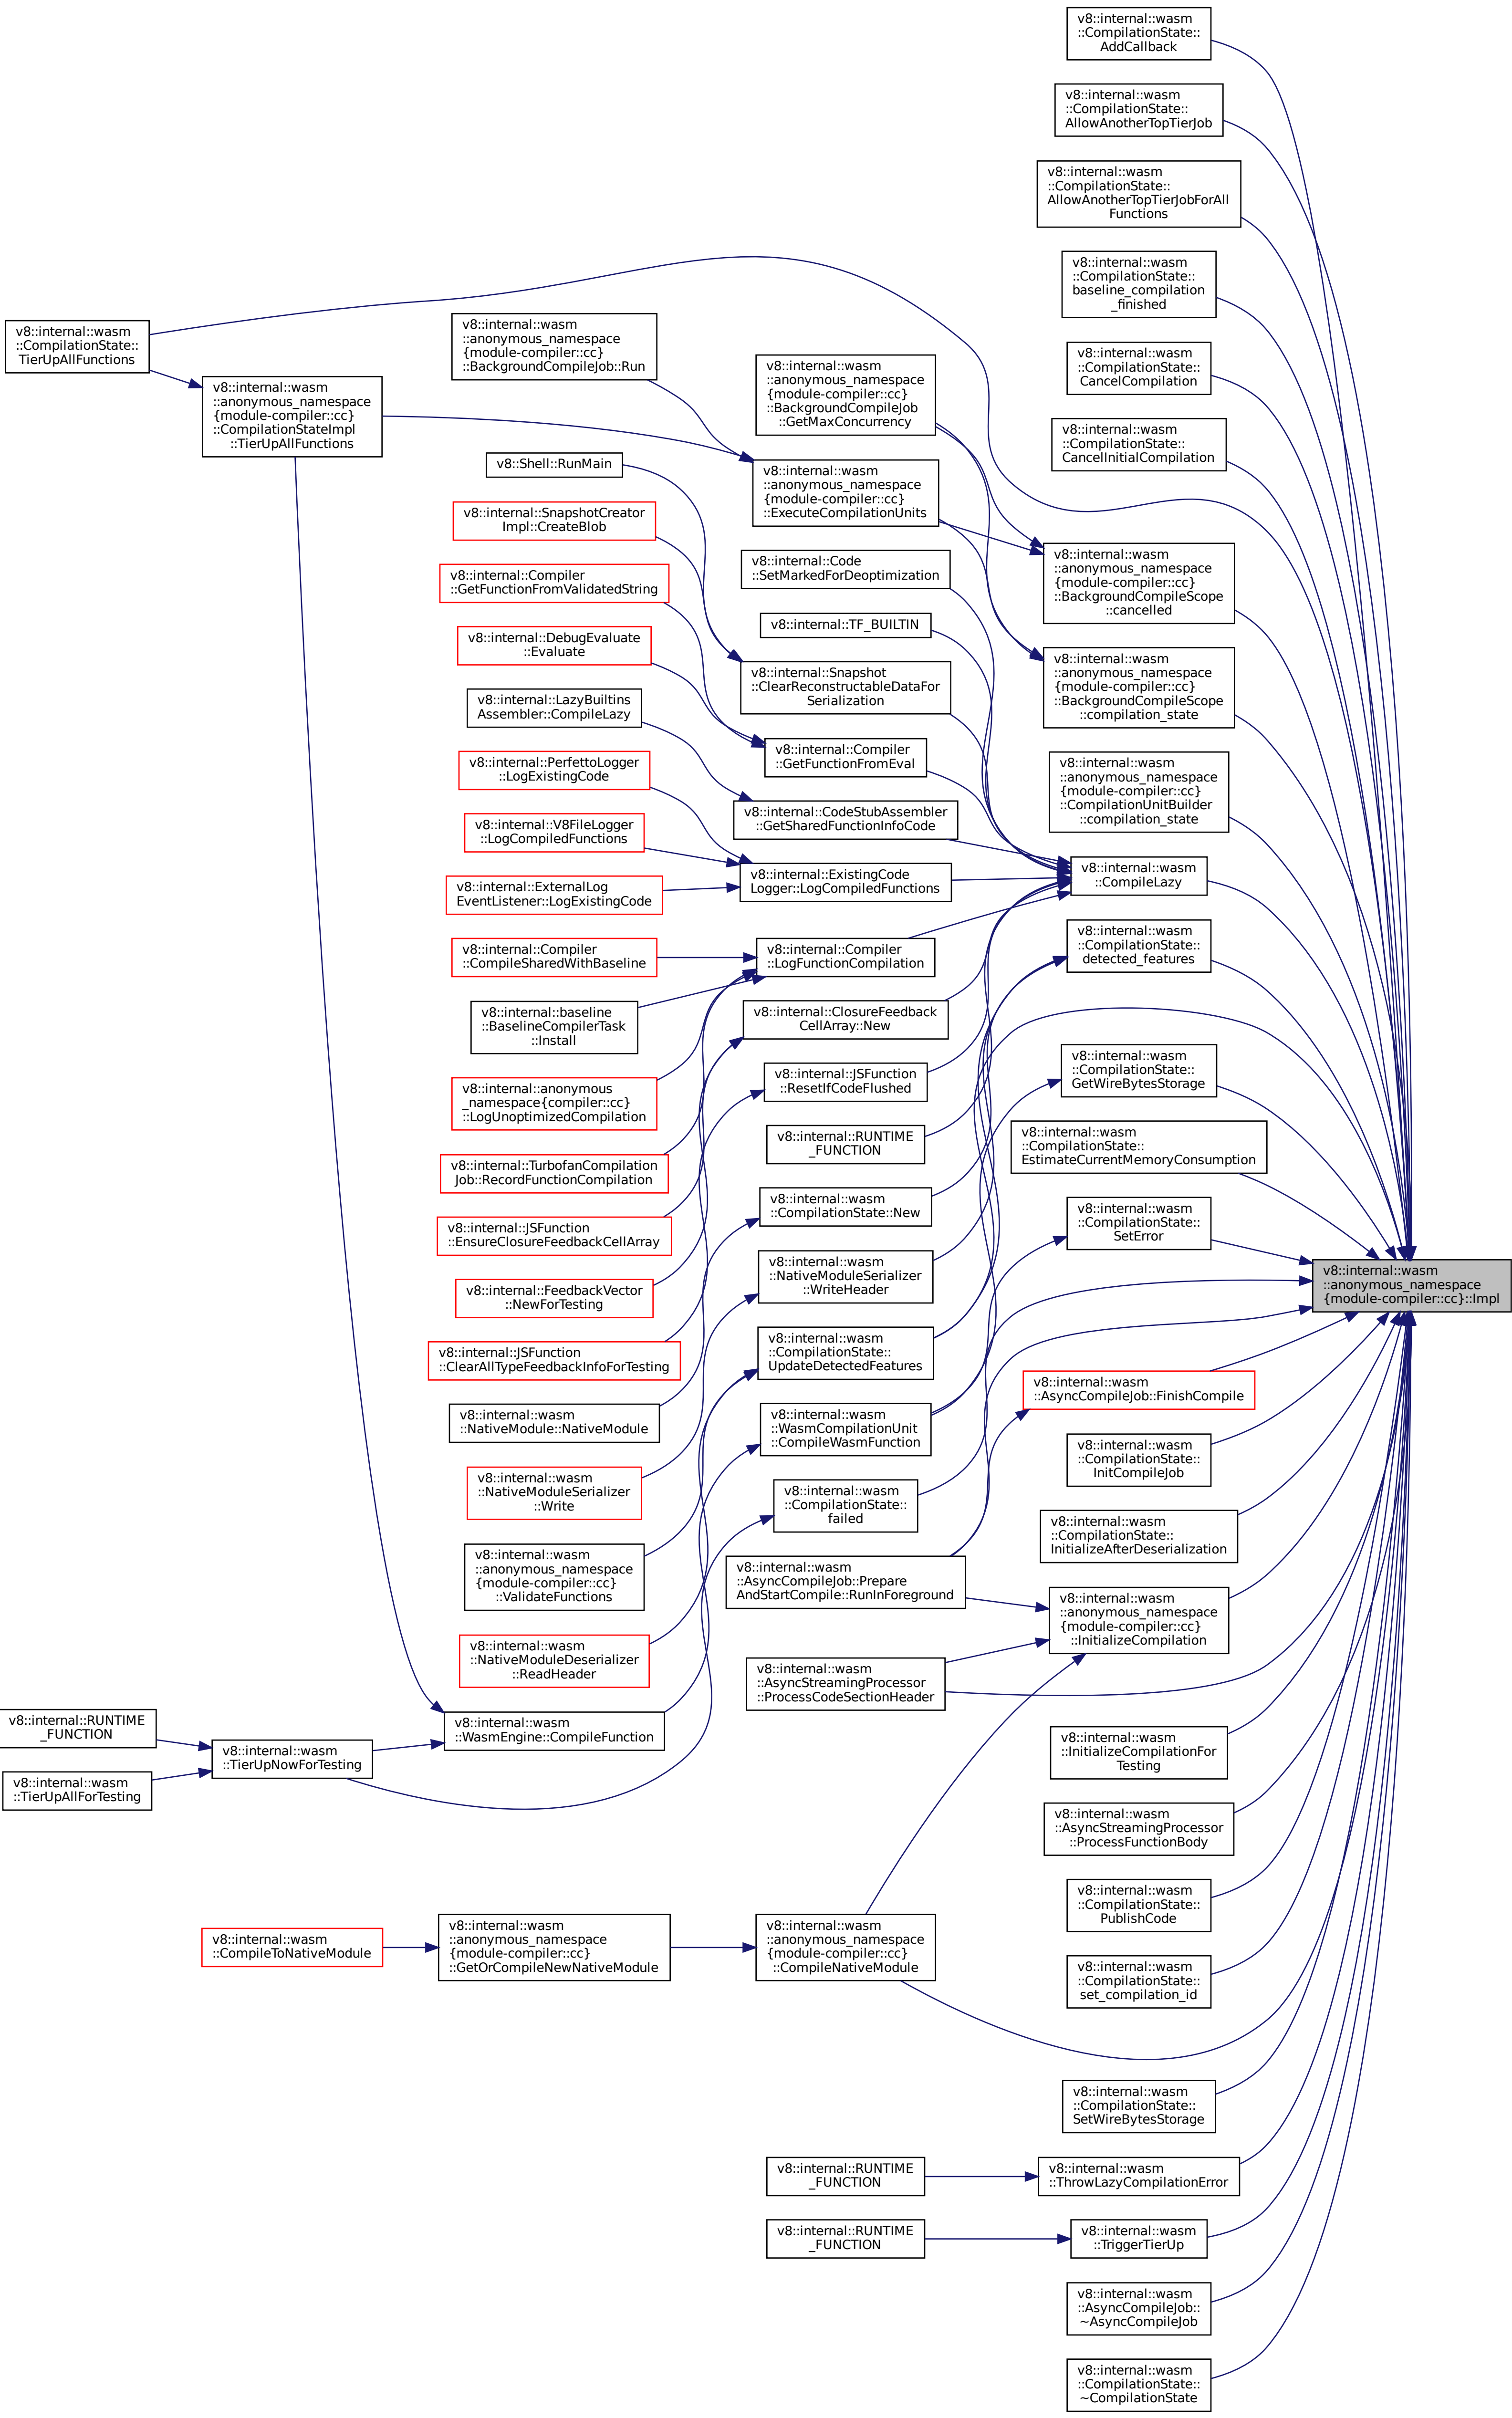 v8::internal::wasm
::CompilationState::
AddCallback
v8::internal::wasm
::CompilationState::
AllowAnotherTopTierJob
v8::internal::wasm
::CompilationState::
AllowAnotherTopTierJobForAll
Functions
v8::internal::wasm
::CompilationState::
baseline_compilation
_finished
v8::internal::wasm
::CompilationState::
TierUpAllFunctions
v8::internal::wasm
::anonymous_namespace
{module-compiler::cc}
::BackgroundCompileJob::Run
v8::internal::wasm
::CompilationState::
CancelCompilation
v8::internal::wasm
::anonymous_namespace
{module-compiler::cc}
::BackgroundCompileJob
::GetMaxConcurrency
v8::internal::wasm
::anonymous_namespace
{module-compiler::cc}
::CompilationStateImpl
::TierUpAllFunctions
v8::internal::wasm
::CompilationState::
CancelInitialCompilation
v8::Shell::RunMain
v8::internal::wasm
::anonymous_namespace
{module-compiler::cc}
::ExecuteCompilationUnits
v8::internal::SnapshotCreator
Impl::CreateBlob
v8::internal::wasm
::anonymous_namespace
{module-compiler::cc}
::BackgroundCompileScope
::cancelled
v8::internal::Code
::SetMarkedForDeoptimization
v8::internal::Compiler
::GetFunctionFromValidatedString
v8::internal::TF_BUILTIN
v8::internal::DebugEvaluate
::Evaluate
v8::internal::wasm
::anonymous_namespace
{module-compiler::cc}
::BackgroundCompileScope
::compilation_state
v8::internal::Snapshot
::ClearReconstructableDataFor
Serialization
v8::internal::LazyBuiltins
Assembler::CompileLazy
v8::internal::Compiler
::GetFunctionFromEval
v8::internal::PerfettoLogger
::LogExistingCode
v8::internal::wasm
::anonymous_namespace
{module-compiler::cc}
::CompilationUnitBuilder
::compilation_state
v8::internal::CodeStubAssembler
::GetSharedFunctionInfoCode
v8::internal::V8FileLogger
::LogCompiledFunctions
v8::internal::wasm
::CompileLazy
v8::internal::ExistingCode
Logger::LogCompiledFunctions
v8::internal::ExternalLog
EventListener::LogExistingCode
v8::internal::wasm
::CompilationState::
detected_features
v8::internal::Compiler
::CompileSharedWithBaseline
v8::internal::Compiler
::LogFunctionCompilation
v8::internal::baseline
::BaselineCompilerTask
::Install
v8::internal::ClosureFeedback
CellArray::New
v8::internal::wasm
::CompilationState::
GetWireBytesStorage
v8::internal::anonymous
_namespace{compiler::cc}
::LogUnoptimizedCompilation
v8::internal::JSFunction
::ResetIfCodeFlushed
v8::internal::RUNTIME
_FUNCTION
v8::internal::wasm
::CompilationState::
EstimateCurrentMemoryConsumption
v8::internal::TurbofanCompilation
Job::RecordFunctionCompilation
v8::internal::wasm
::CompilationState::New
v8::internal::wasm
::CompilationState::
SetError
v8::internal::JSFunction
::EnsureClosureFeedbackCellArray
v8::internal::wasm
::NativeModuleSerializer
::WriteHeader
v8::internal::wasm
::anonymous_namespace
{module-compiler::cc}::Impl
v8::internal::FeedbackVector
::NewForTesting
v8::internal::wasm
::CompilationState::
UpdateDetectedFeatures
v8::internal::JSFunction
::ClearAllTypeFeedbackInfoForTesting
v8::internal::wasm
::AsyncCompileJob::FinishCompile
v8::internal::wasm
::NativeModule::NativeModule
v8::internal::wasm
::WasmCompilationUnit
::CompileWasmFunction
v8::internal::wasm
::CompilationState::
InitCompileJob
v8::internal::wasm
::NativeModuleSerializer
::Write
v8::internal::wasm
::CompilationState::
failed
v8::internal::wasm
::CompilationState::
InitializeAfterDeserialization
v8::internal::wasm
::anonymous_namespace
{module-compiler::cc}
::ValidateFunctions
v8::internal::wasm
::AsyncCompileJob::Prepare
AndStartCompile::RunInForeground
v8::internal::wasm
::anonymous_namespace
{module-compiler::cc}
::InitializeCompilation
v8::internal::wasm
::NativeModuleDeserializer
::ReadHeader
v8::internal::wasm
::AsyncStreamingProcessor
::ProcessCodeSectionHeader
v8::internal::RUNTIME
_FUNCTION
v8::internal::wasm
::WasmEngine::CompileFunction
v8::internal::wasm
::InitializeCompilationFor
Testing
v8::internal::wasm
::TierUpNowForTesting
v8::internal::wasm
::TierUpAllForTesting
v8::internal::wasm
::AsyncStreamingProcessor
::ProcessFunctionBody
v8::internal::wasm
::CompilationState::
PublishCode
v8::internal::wasm
::CompileToNativeModule
v8::internal::wasm
::anonymous_namespace
{module-compiler::cc}
::GetOrCompileNewNativeModule
v8::internal::wasm
::anonymous_namespace
{module-compiler::cc}
::CompileNativeModule
v8::internal::wasm
::CompilationState::
set_compilation_id
v8::internal::wasm
::CompilationState::
SetWireBytesStorage
v8::internal::RUNTIME
_FUNCTION
v8::internal::wasm
::ThrowLazyCompilationError
v8::internal::RUNTIME
_FUNCTION
v8::internal::wasm
::TriggerTierUp
v8::internal::wasm
::AsyncCompileJob::
~AsyncCompileJob
v8::internal::wasm
::CompilationState::
~CompilationState